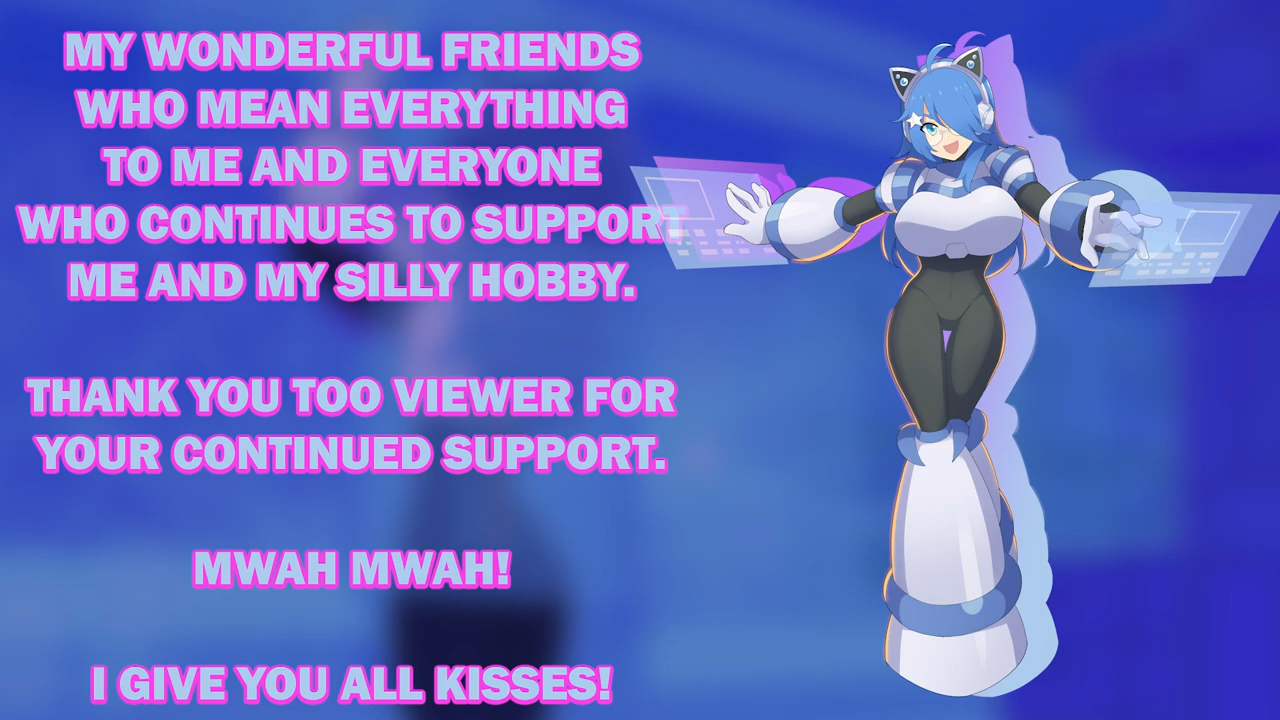 MY WONDERFUL FRIENDS
WHO MEAN EVERYTHING
TO ME AND EVERYONE
WHO CONTINUES TO SUPPORT
ME AND MY SILLY HOBBY.
THANK YOU TOO VIEWER FOR
YOUR CONTINUED SUPPORT.
MWAH MWAH!
I GIVE YOU ALL KISSES!